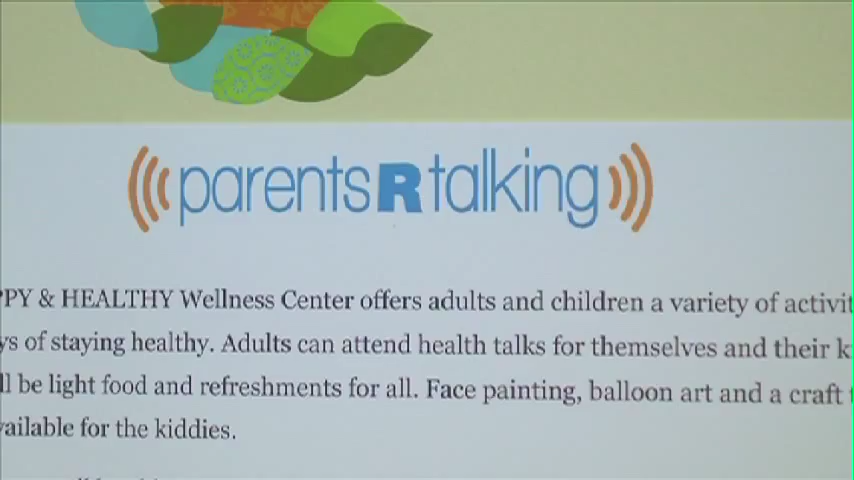 parentsRtalking
PPY & HEALTHY Wellness Center offers adults and children a variety of activit
ys of staying healthy. Adults can attend health talks for themselves and their k
ll be light food and refreshments for all. Face painting, balloon art and a craft t
vailable for the kiddies.